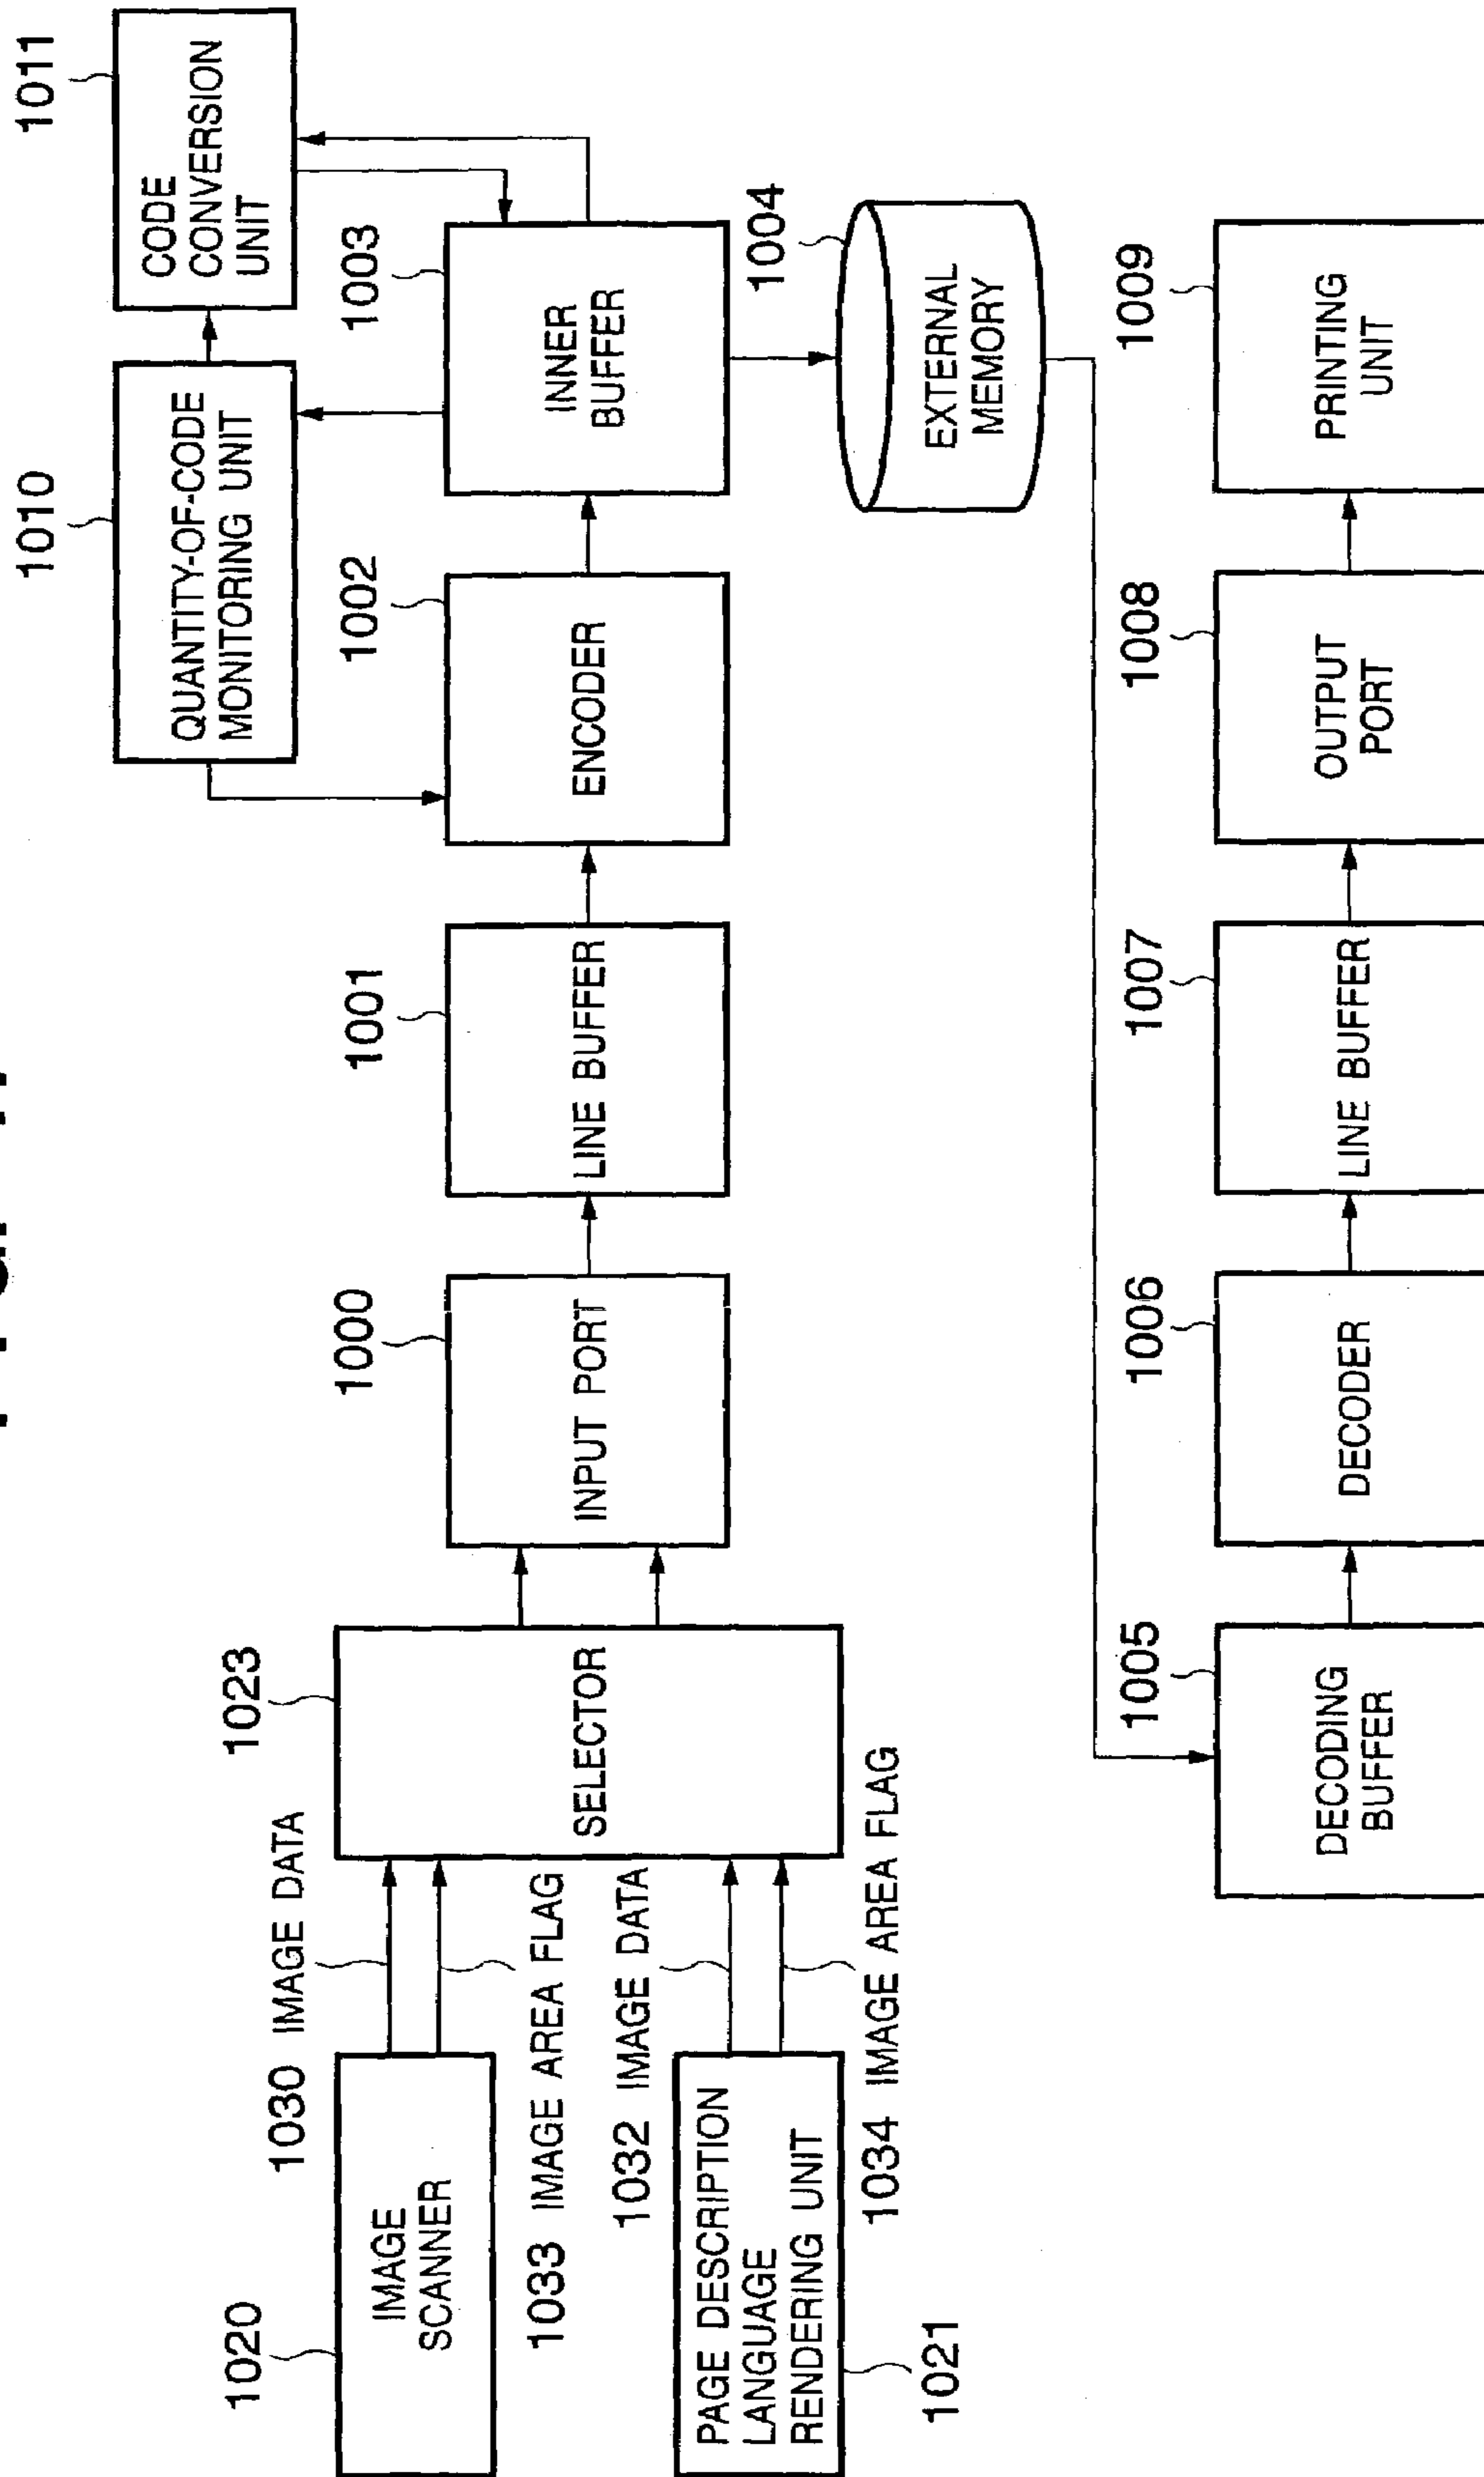 1020
IMAGE
SCANNER
1030 IMAGE DATA
1033 IMAGE AREA FLAG
1032 IMAGE DATA
PAGE DESCRIPTION
LANGUAGE
RENDERING UNIT
1034 IMAGE AREA FLAG
1021
1023
SELECTOR
1000
INPUT PORT
1001
LINE BUFFER
1002
ENCODER
1010
QUANTITY-OF-CODE
MONITORING UNIT
1011
CODE
CONVERSION
UNIT
1003
INNER
BUFFER
1004
EXTERNAL
MEMORY
1005
DECODING
BUFFER
1006
DECODER
1007
LINE BUFFER
1008
OUTPUT
PORT
1009
PRINTING
UNIT